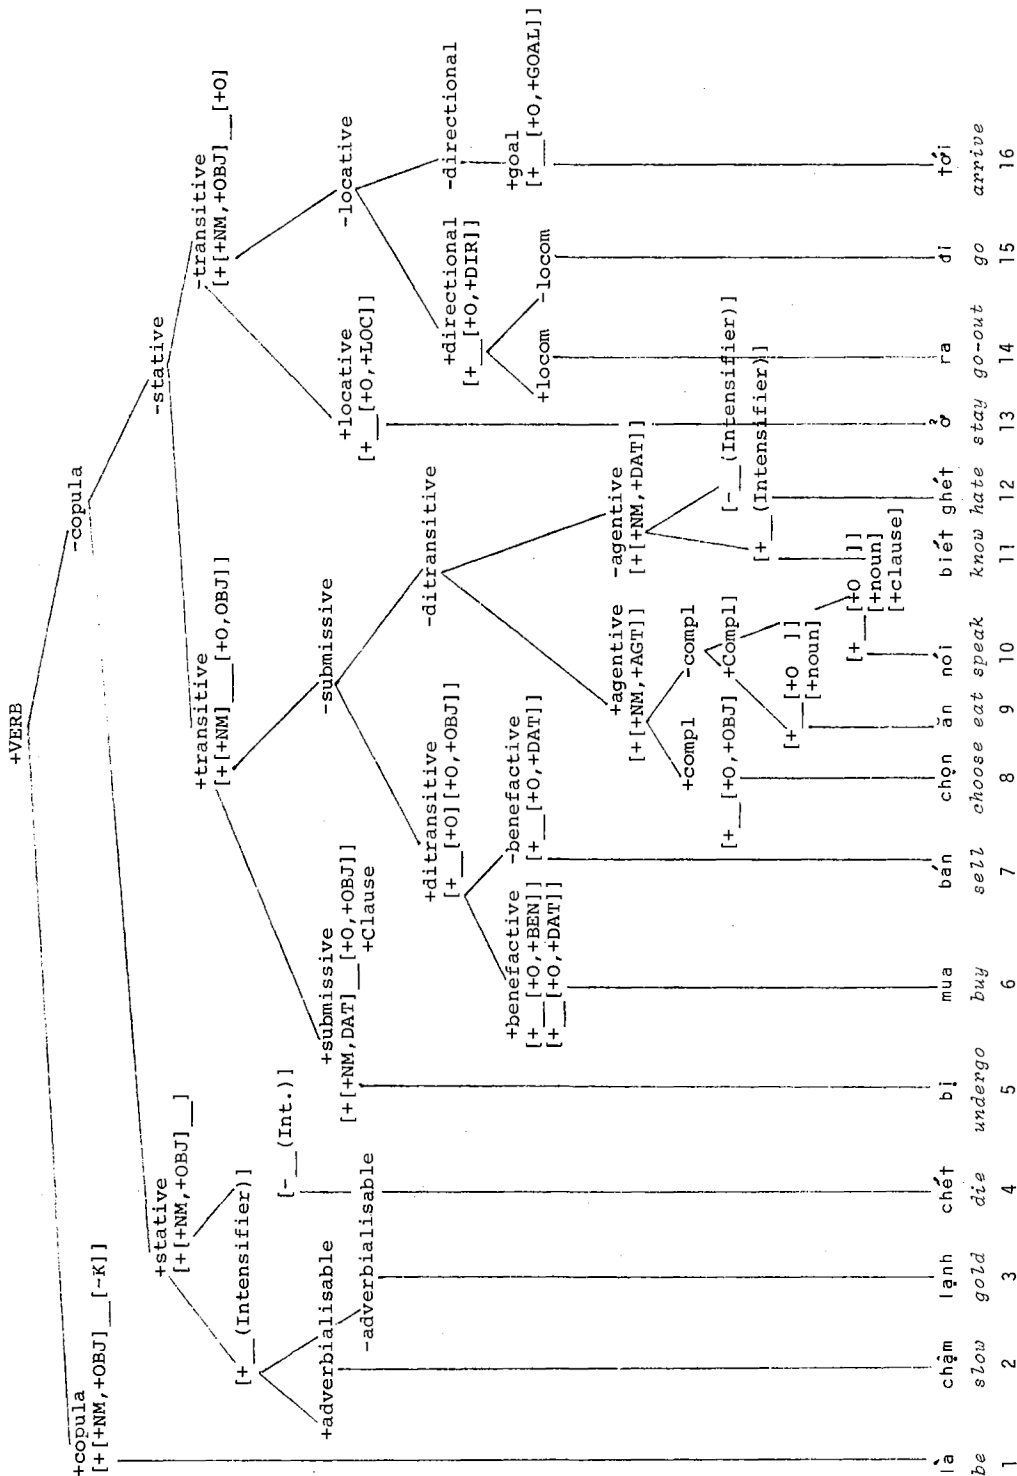 +VERB
+copula
[+[+NM,+OBJ]__[-K]]
-copula
+stative
[+[+NM,+OBJ]__]
-stative
+transitive
[+[+NM]__[+O,OBJ]]
-transitive
[+[+NM,+OBJ]__[+O]
[+__(Intensifier)]
[-__(Int.)]
+adverbialisable
-adverbialisable
+submissive
[+[+NM,DAT]__[+O,+OBJ]]
+Clause
-submissive
+ditransitive
[+__[+O][+O,+OBJ]]
-ditransitive
+benefactive
[+__[+O,+BEN]]
[+__[+O,+DAT]]
-benefactive
[+__[+O,+DAT]]
+agentive
[+[+NM,+AGT]]
-agentive
[+[+NM,+DAT]]
+compl
-compl
[+__[+O,+OBJ]
+Compl]
[+__[+O ]]
[+noun]
[+__[+O ]]
[+noun]
[+clause]
[+__(Intensifier)]
[-__(Intensifier)]
+locative
[+__[+O,+LOC]]
-locative
+directional
[+__[+O,+DIR]]
-directional
+locom
-locom
+goal
[+__[+O,+GOAL]]
là chậm lạnh chết bị mua bán chọn ăn nói biết ghét ở ra đi tới
be slow gold die undergo buy sell choose eat speak know hate stay go-out go arrive
1 2 3 4 5 6 7 8 9 10 11 12 13 14 15 16